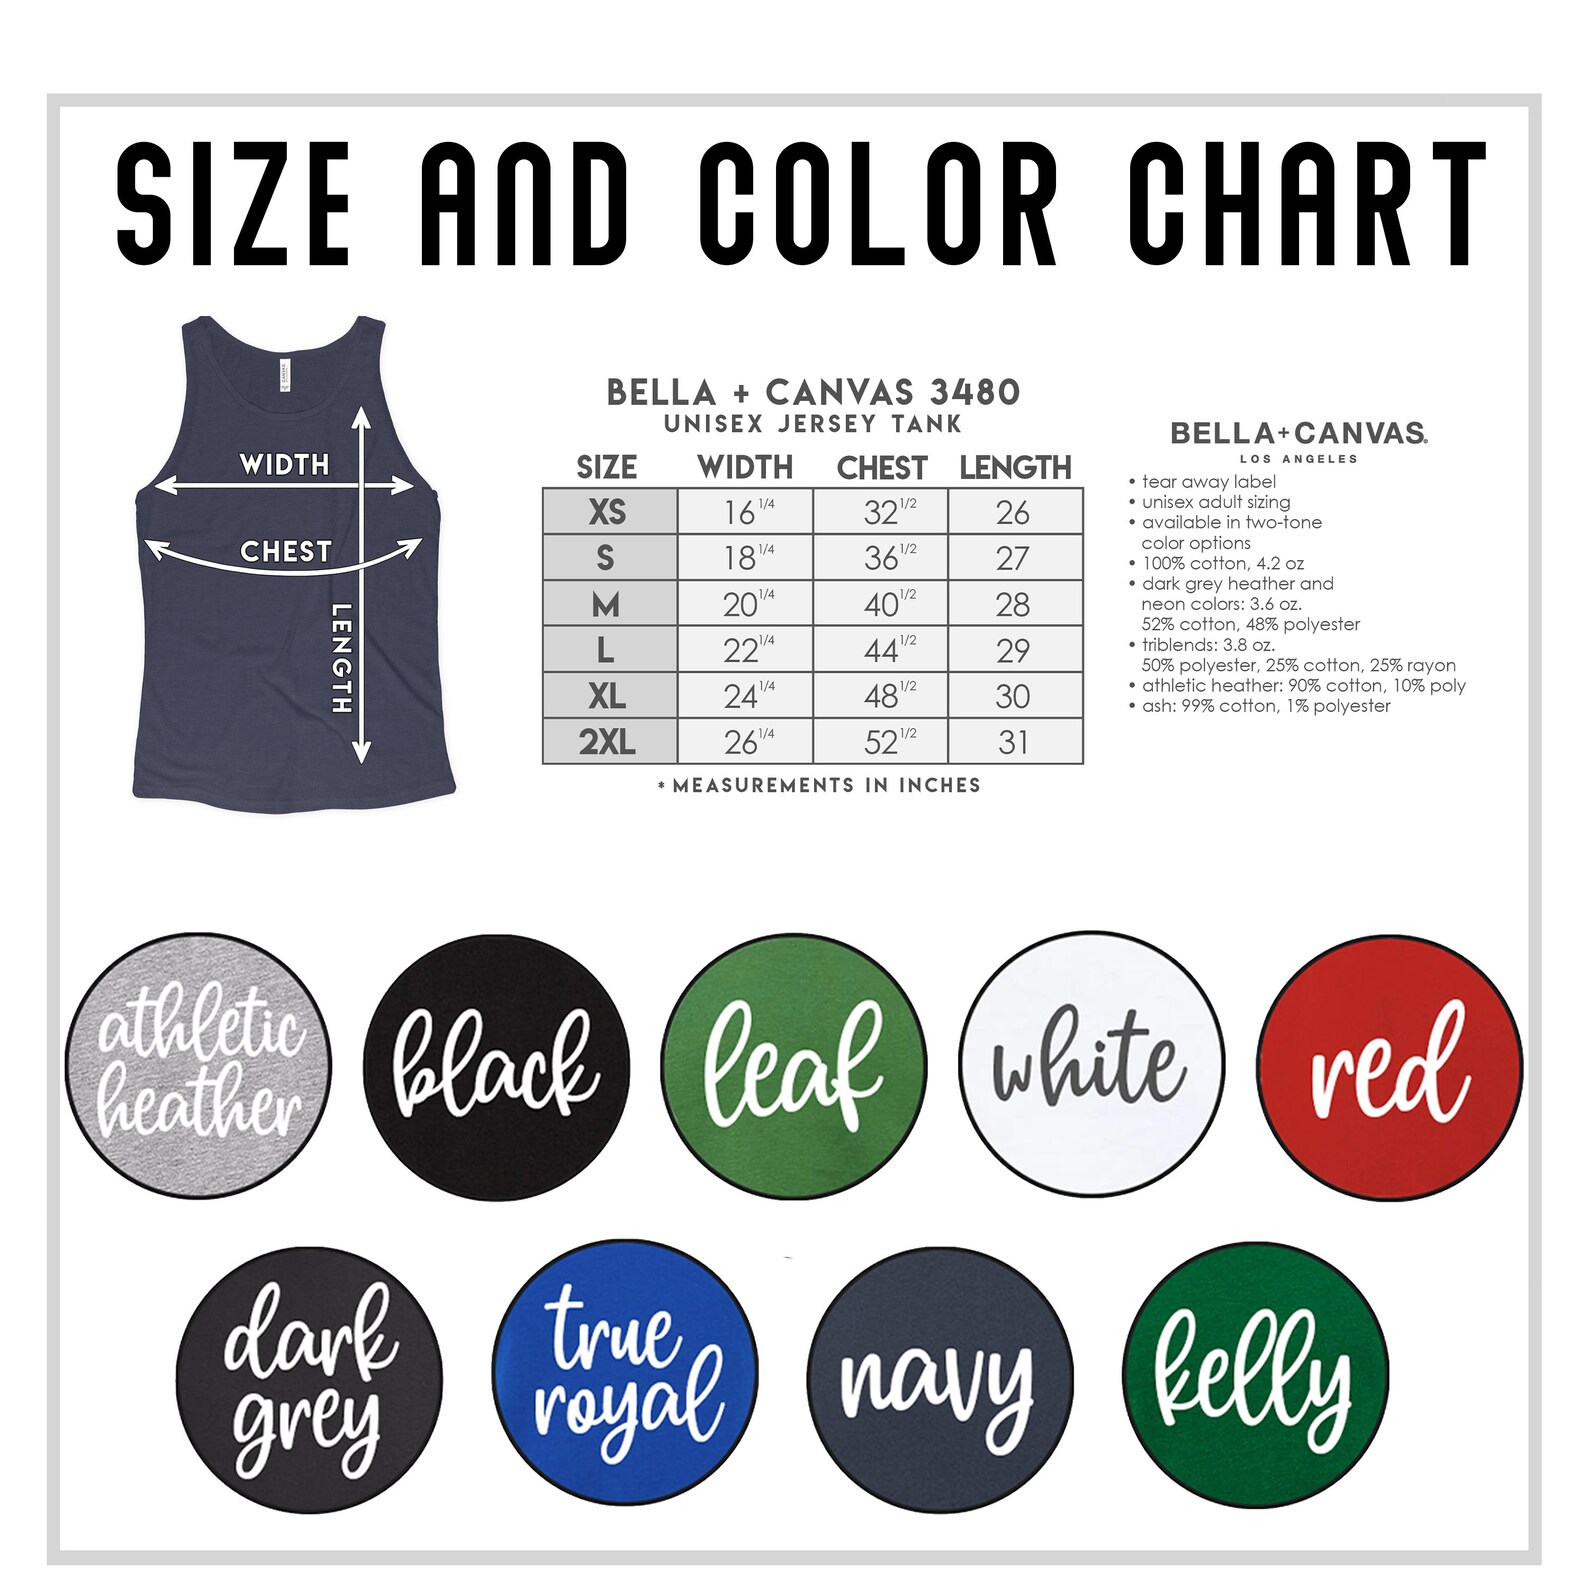 SIZE AND COLOR CHART
WIDTH
CHEST
LENGTH
BELLA + CANVAS 3480
UNISEX JERSEY TANK
SIZE WIDTH CHEST LENGTH
XS 16 1/4 32 1/2 26
S 18 1/4 36 1/2 27
M 20 1/4 40 1/2 28
L 22 1/4 44 1/2 29
XL 24 1/4 48 1/2 30
2XL 26 1/4 52 1/2 31
* MEASUREMENTS IN INCHES
BELLA+CANVAS.
LOS ANGELES
• tear away label
• unisex adult sizing
• available in two-tone
color options
• 100% cotton, 4.2 oz
• dark grey heather and
neon colors: 3.6 oz.
52% cotton, 48% polyester
• triblends: 3.8 oz.
50% polyester, 25% cotton, 25% rayon
• athletic heather: 90% cotton, 10% poly
• ash: 99% cotton, 1% polyester
athletic
heather
black
leaf
white
red
dark
grey
true
royal
navy
kelly